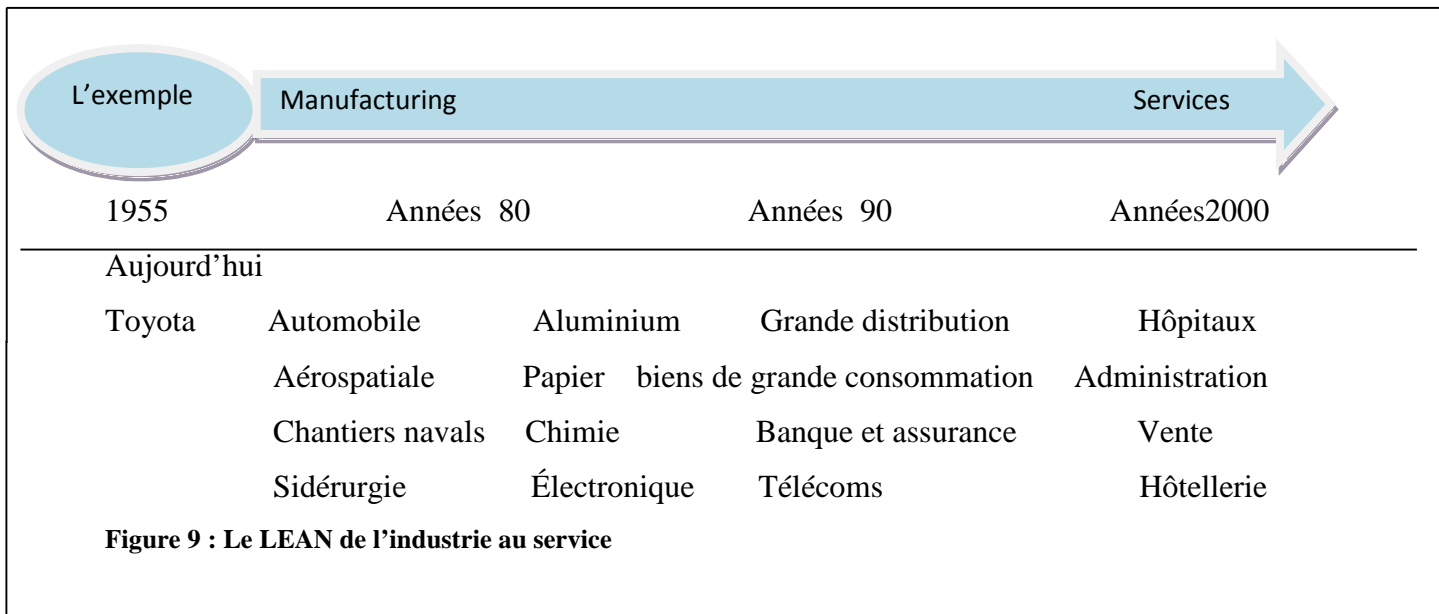 L’exemple Manufacturing Services
1955 Années 80 Années 90 Années2000
Aujourd’hui
Toyota Automobile Aluminium Grande distribution Hôpitaux
Aérospatiale Papier biens de grande consommation Administration
Chantiers navals Chimie Banque et assurance Vente
Sidérurgie Électronique Télécoms Hôtellerie
Figure 9 : Le LEAN de l’industrie au service